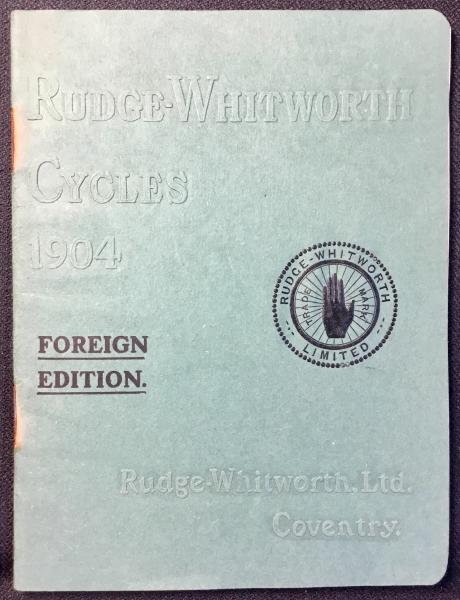 RUDGE-WHITWORTH
CYCLES
1904
RUDGE-WHITWORTH
TRADE MARK
LIMITED
FOREIGN
EDITION.
Rudge-Whitworth, Ltd.
Coventry.